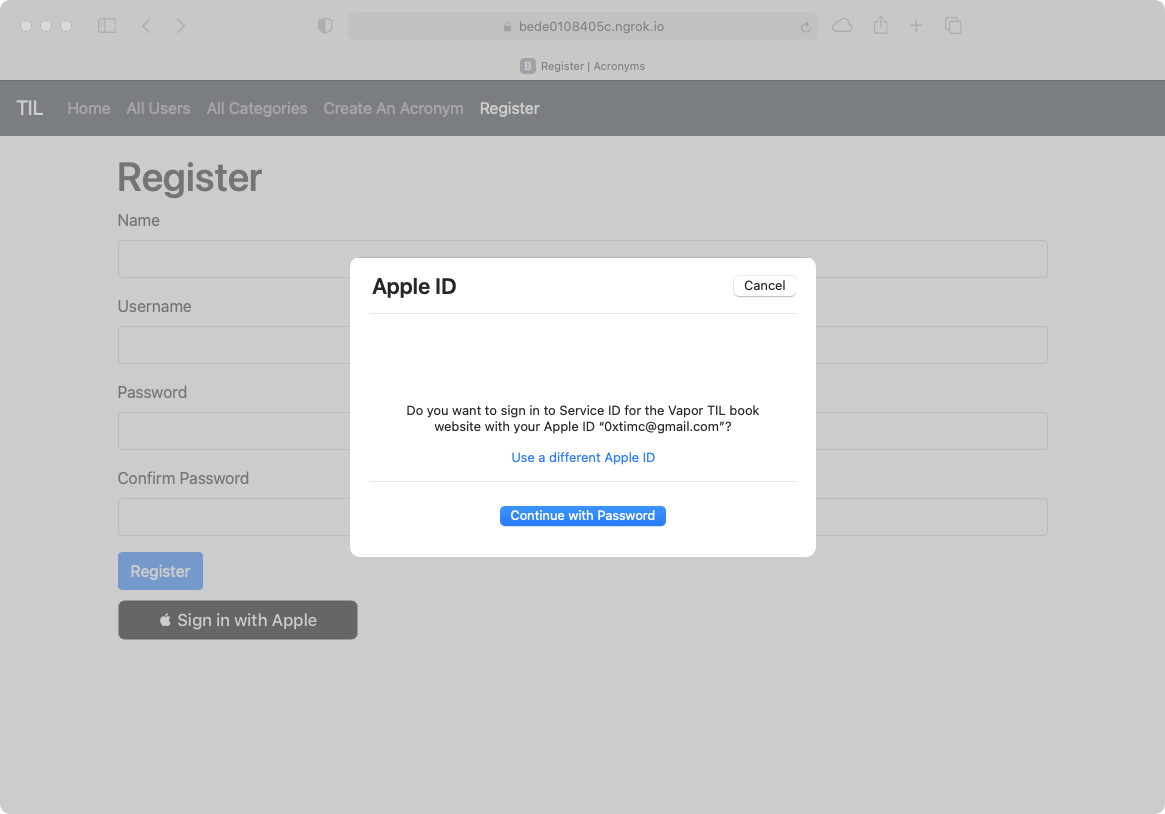 bede0108405c.ngrok.io
B Register | Acronyms
TIL Home All Users All Categories Create An Acronym Register
Register
Name
Username
Password
Confirm Password
Register
Sign in with Apple
Apple ID
Cancel
Do you want to sign in to Service ID for the Vapor TIL book
website with your Apple ID “0xtimc@gmail.com”?
Use a different Apple ID
Continue with Password